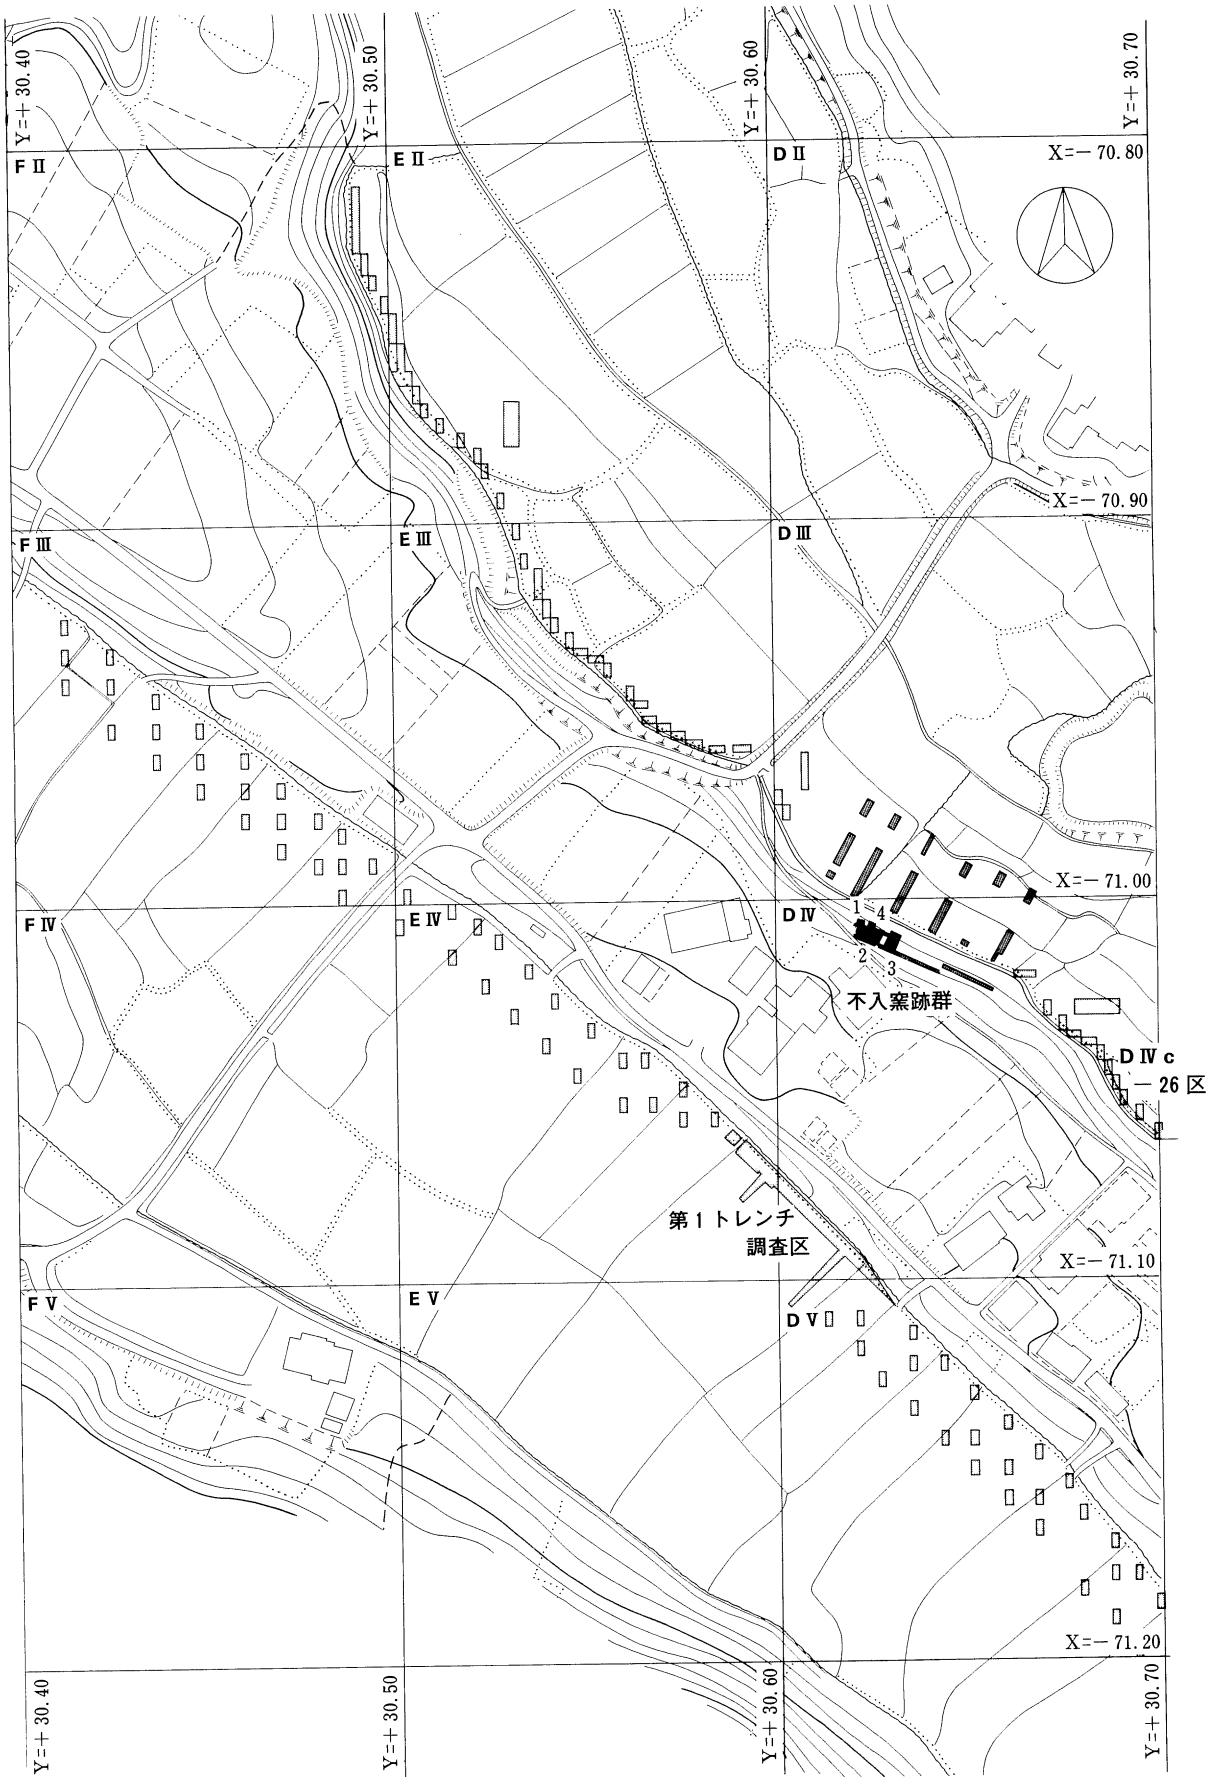 Y=+30.40
Y=+30.50
Y=+30.60
Y=+30.70
F Ⅱ
E Ⅱ
D Ⅱ
X=-70.80
X=-70.90
F Ⅲ
E Ⅲ
D Ⅲ
X=-71.00
F Ⅳ
E Ⅳ
D Ⅳ
1
4
2
3
不入窯跡群
D Ⅳ c
-26 区
第1トレンチ
調査区
X=-71.10
F Ⅴ
E Ⅴ
D Ⅴ
X=-71.20
Y=+30.40
Y=+30.50
Y=+30.60
Y=+30.70